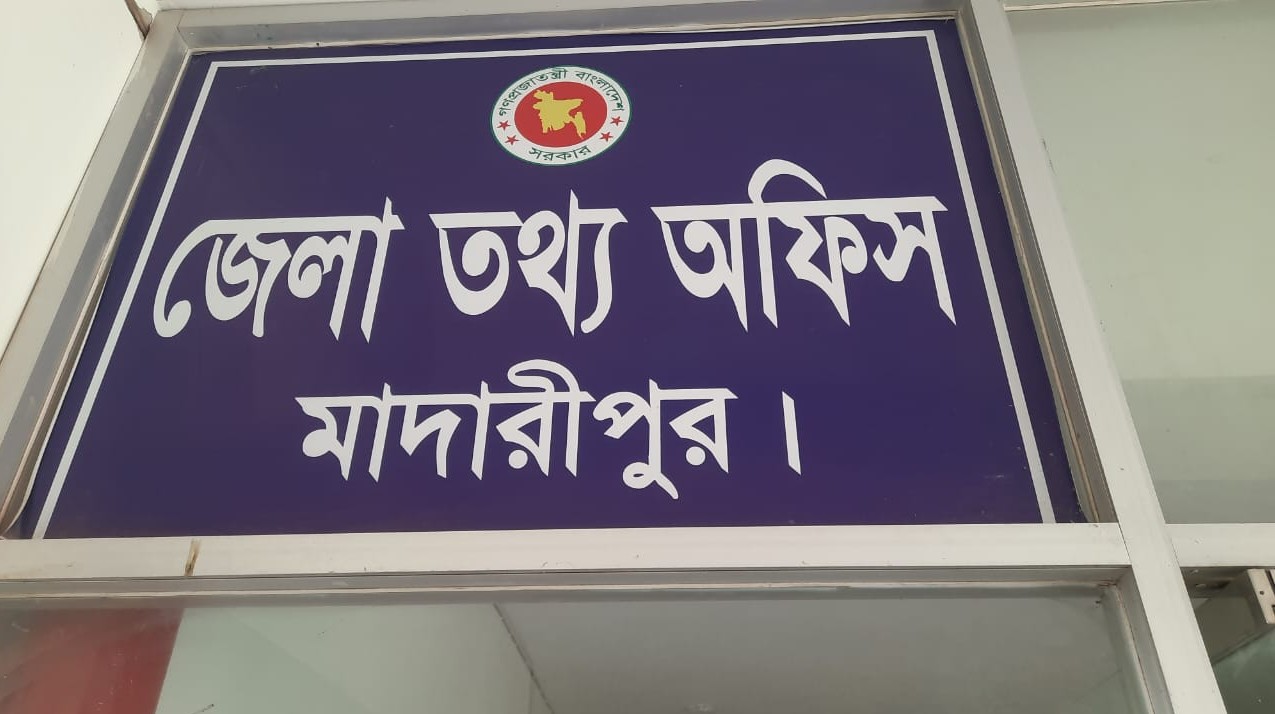 গণপ্রজাতন্ত্রী বাংলাদেশ
সরকার
জেলা তথ্য অফিস
মাদারীপুর।